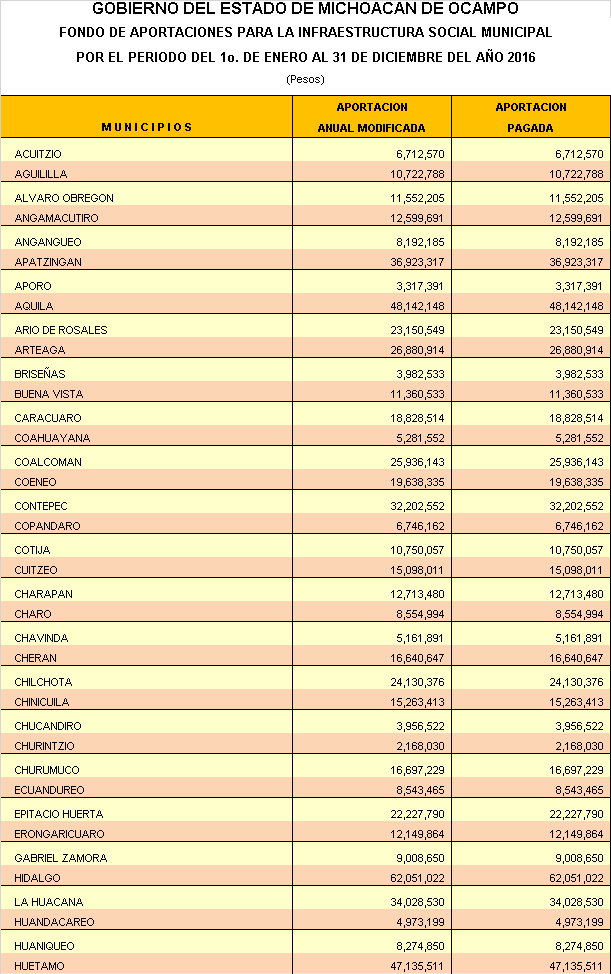 GOBIERNO DEL ESTADO DE MICHOACAN DE OCAMPO
FONDO DE APORTACIONES PARA LA INFRAESTRUCTURA SOCIAL MUNICIPAL
POR EL PERIODO DEL 1o. DE ENERO AL 31 DE DICIEMBRE DEL AÑO 2016
(Pesos)
MUNICIPIOS APORTACION ANUAL MODIFICADA APORTACION PAGADA
ACUITZIO 6,712,570 6,712,570
AGUILILLA 10,722,788 10,722,788
ALVARO OBREGON 11,552,205 11,552,205
ANGAMACUTIRO 12,599,691 12,599,691
ANGANGUEO 8,192,185 8,192,185
APATZINGAN 36,923,317 36,923,317
APORO 3,317,391 3,317,391
AQUILA 48,142,148 48,142,148
ARIO DE ROSALES 23,150,549 23,150,549
ARTEAGA 26,880,914 26,880,914
BRISEÑAS 3,982,533 3,982,533
BUENA VISTA 11,360,533 11,360,533
CARACUARO 18,828,514 18,828,514
COAHUAYANA 5,281,552 5,281,552
COALCOMAN 25,936,143 25,936,143
COENEO 19,638,335 19,638,335
CONTEPEC 32,202,552 32,202,552
COPANDARO 6,746,162 6,746,162
COTIJA 10,750,057 10,750,057
CUITZEO 15,098,011 15,098,011
CHARAPAN 12,713,480 12,713,480
CHARO 8,554,994 8,554,994
CHAVINDA 5,161,891 5,161,891
CHERAN 16,640,647 16,640,647
CHILCHOTA 24,130,376 24,130,376
CHINICUILA 15,263,413 15,263,413
CHUCANDIRO 3,956,522 3,956,522
CHURINTZIO 2,168,030 2,168,030
CHURUMUCO 16,697,229 16,697,229
ECUANDUREO 8,543,465 8,543,465
EPITACIO HUERTA 22,227,790 22,227,790
ERONGARICUARO 12,149,864 12,149,864
GABRIEL ZAMORA 9,008,650 9,008,650
HIDALGO 62,051,022 62,051,022
LA HUACANA 34,028,530 34,028,530
HUANDACAREO 4,973,199 4,973,199
HUANIQUEO 8,274,850 8,274,850
HUETAMO 47,135,511 47,135,511